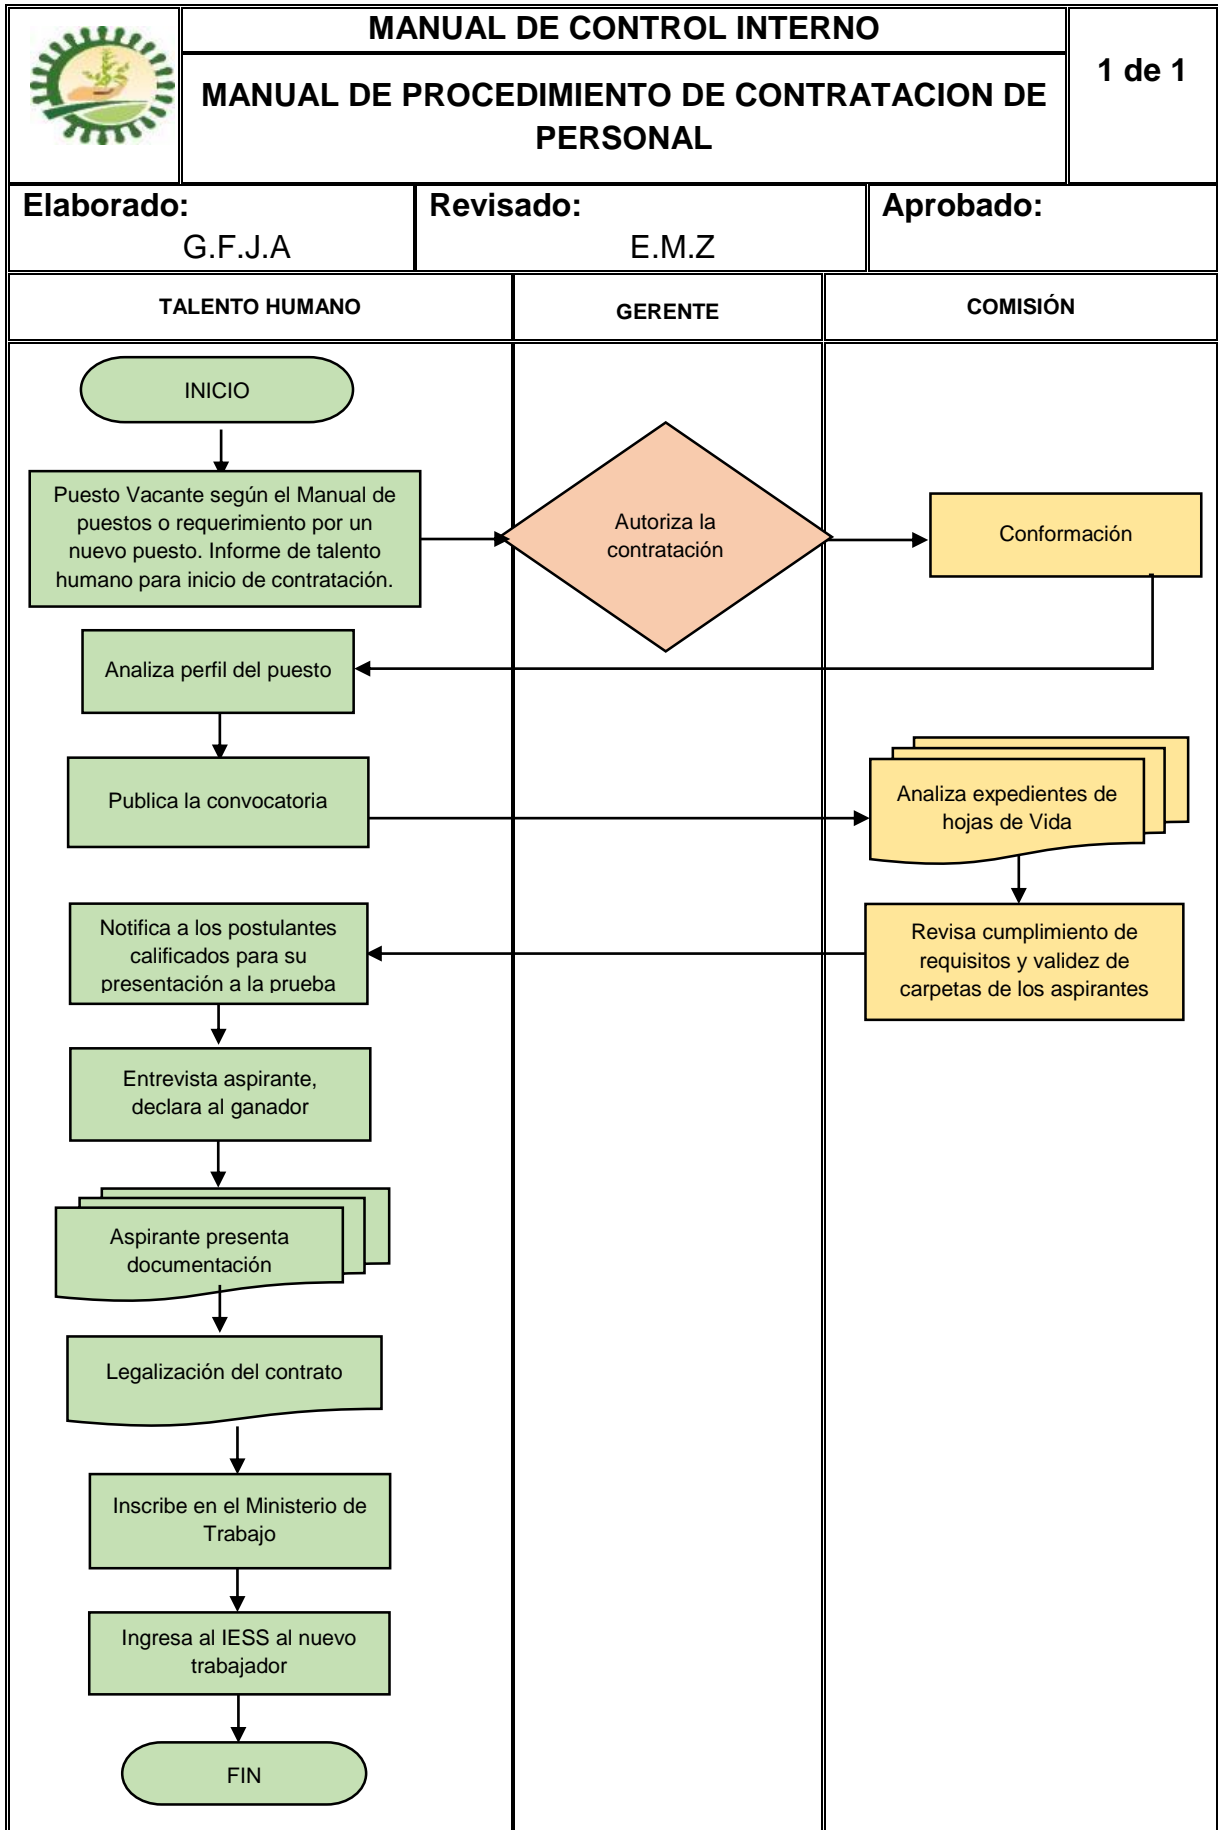 MANUAL DE CONTROL INTERNO
MANUAL DE PROCEDIMIENTO DE CONTRATACION DE
PERSONAL
1 de 1
Elaborado:
G.F.J.A
Revisado:
E.M.Z
Aprobado:
TALENTO HUMANO
GERENTE
COMISIÓN
INICIO
Puesto Vacante según el Manual de
puestos o requerimiento por un
nuevo puesto. Informe de talento
humano para inicio de contratación.
Autoriza la
contratación
Conformación
Analiza perfil del puesto
Publica la convocatoria
Analiza expedientes de
hojas de Vida
Notifica a los postulantes
calificados para su
presentación a la prueba
Revisa cumplimiento de
requisitos y validez de
carpetas de los aspirantes
Entrevista aspirante,
declara al ganador
Aspirante presenta
documentación
Legalización del contrato
Inscribe en el Ministerio de
Trabajo
Ingresa al IESS al nuevo
trabajador
FIN